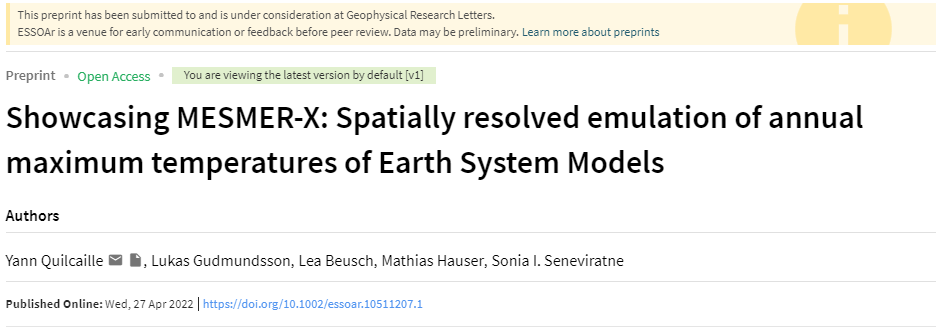 This preprint has been submitted to and is under consideration at Geophysical Research Letters.
ESSOAr is a venue for early communication or feedback before peer review. Data may be preliminary. Learn more about preprints
Preprint • Open Access • You are viewing the latest version by default [v1]
Showcasing MESMER-X: Spatially resolved emulation of annual
maximum temperatures of Earth System Models
Authors
Yann Quilcaille, Lukas Gudmundsson, Lea Beusch, Mathias Hauser, Sonia I. Seneviratne
Published Online: Wed, 27 Apr 2022 | https://doi.org/10.1002/essoar.10511207.1